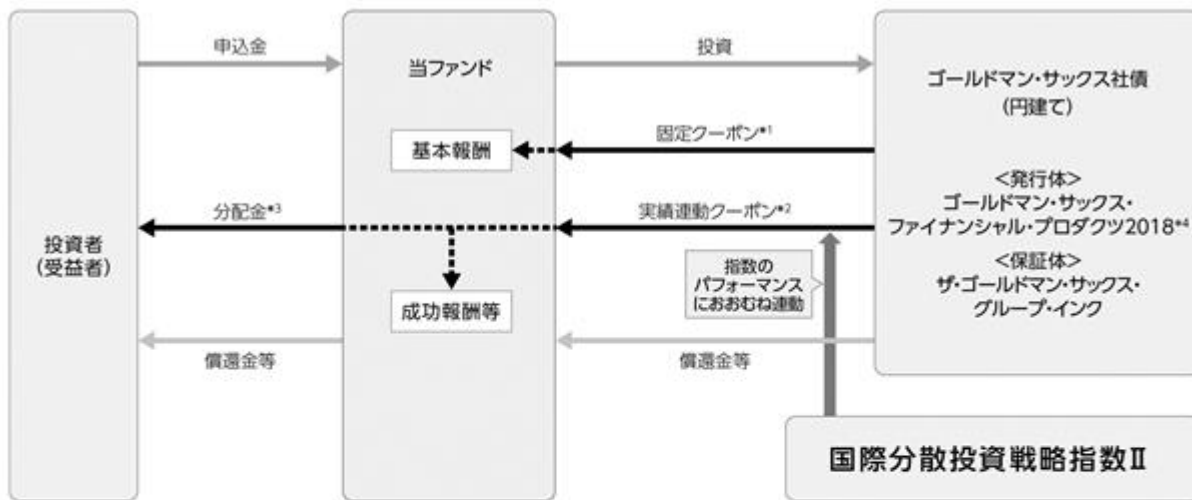 申込金
投資
当ファンド
ゴールドマン・サックス社債
(円建て)
固定クーポン*1
基本報酬
<発行体>
ゴールドマン・サックス・
ファイナンシャル・プロダクツ2018*4
分配金*3
実績連動クーポン*2
投資者
(受益者)
指数の
パフォーマンス
におおむね連動
<保証体>
ザ・ゴールドマン・サックス・
グループ・インク
成功報酬等
償還金等
償還金等
国際分散投資戦略指数Ⅱ